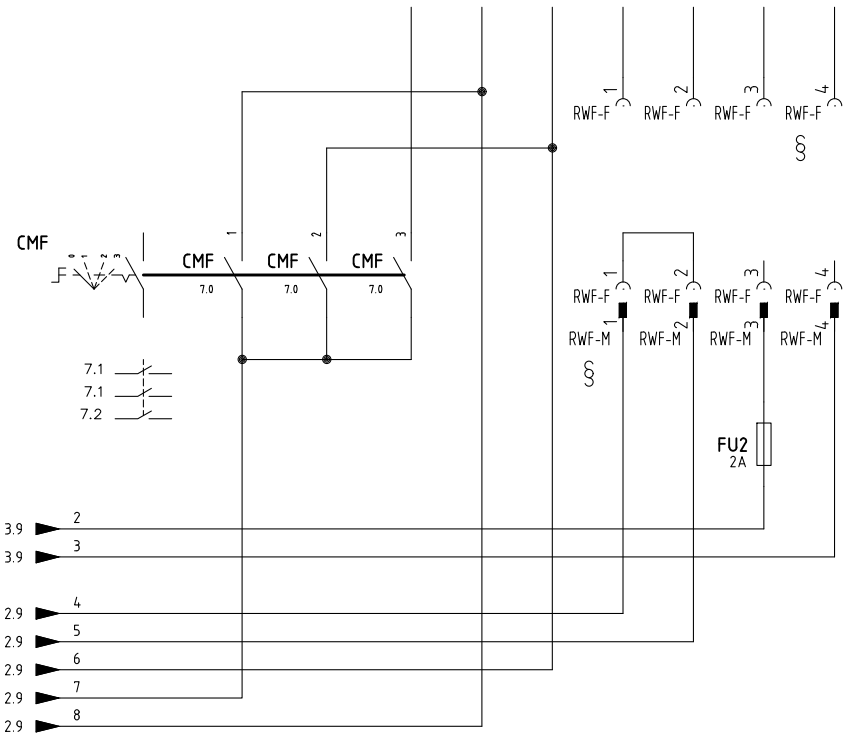 1 2 3 4
RWF-F RWF-F RWF-F RWF-F
§
1 2 3
CMF
0 1 2 3
CMF CMF CMF
7.0 7.0 7.0
1 2 3 4
RWF-F RWF-F RWF-F RWF-F
1 2 3 4
RWF-M RWF-M RWF-M RWF-M
§
7.1
7.1
7.2
FU2
2A
3.9 2
3.9 3
2.9 4
2.9 5
2.9 6
2.9 7
2.9 8